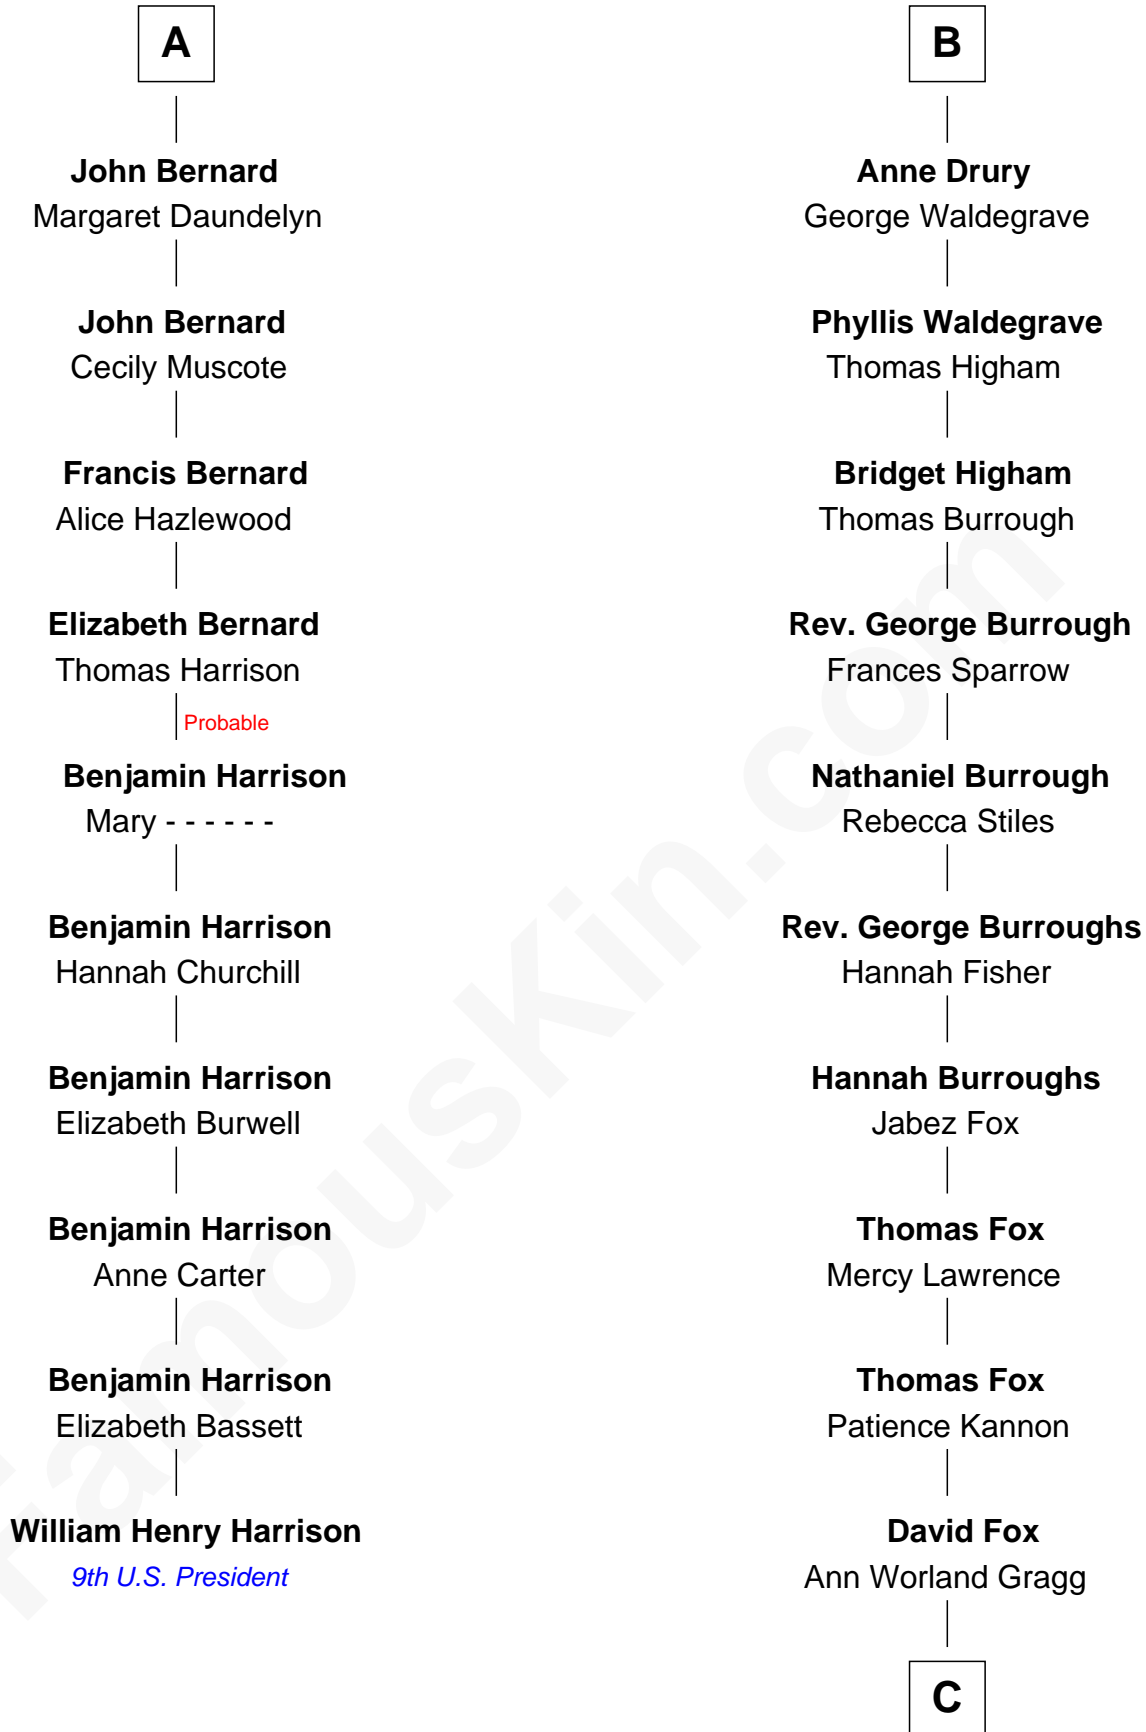 A
John Bernard
Margaret Daundelyn
John Bernard
Cecily Muscote
Francis Bernard
Alice Hazlewood
Elizabeth Bernard
Thomas Harrison
Probable
Benjamin Harrison
Mary - - - - - -
Benjamin Harrison
Hannah Churchill
Benjamin Harrison
Elizabeth Burwell
Benjamin Harrison
Anne Carter
Benjamin Harrison
Elizabeth Bassett
William Henry Harrison
9th U.S. President
B
Anne Drury
George Waldegrave
Phyllis Waldegrave
Thomas Higham
Bridget Higham
Thomas Burrough
Rev. George Burrough
Frances Sparrow
Nathaniel Burrough
Rebecca Stiles
Rev. George Burroughs
Hannah Fisher
Hannah Burroughs
Jabez Fox
Thomas Fox
Mercy Lawrence
Thomas Fox
Patience Kannon
David Fox
Ann Worland Gragg
C
FamousKin.com